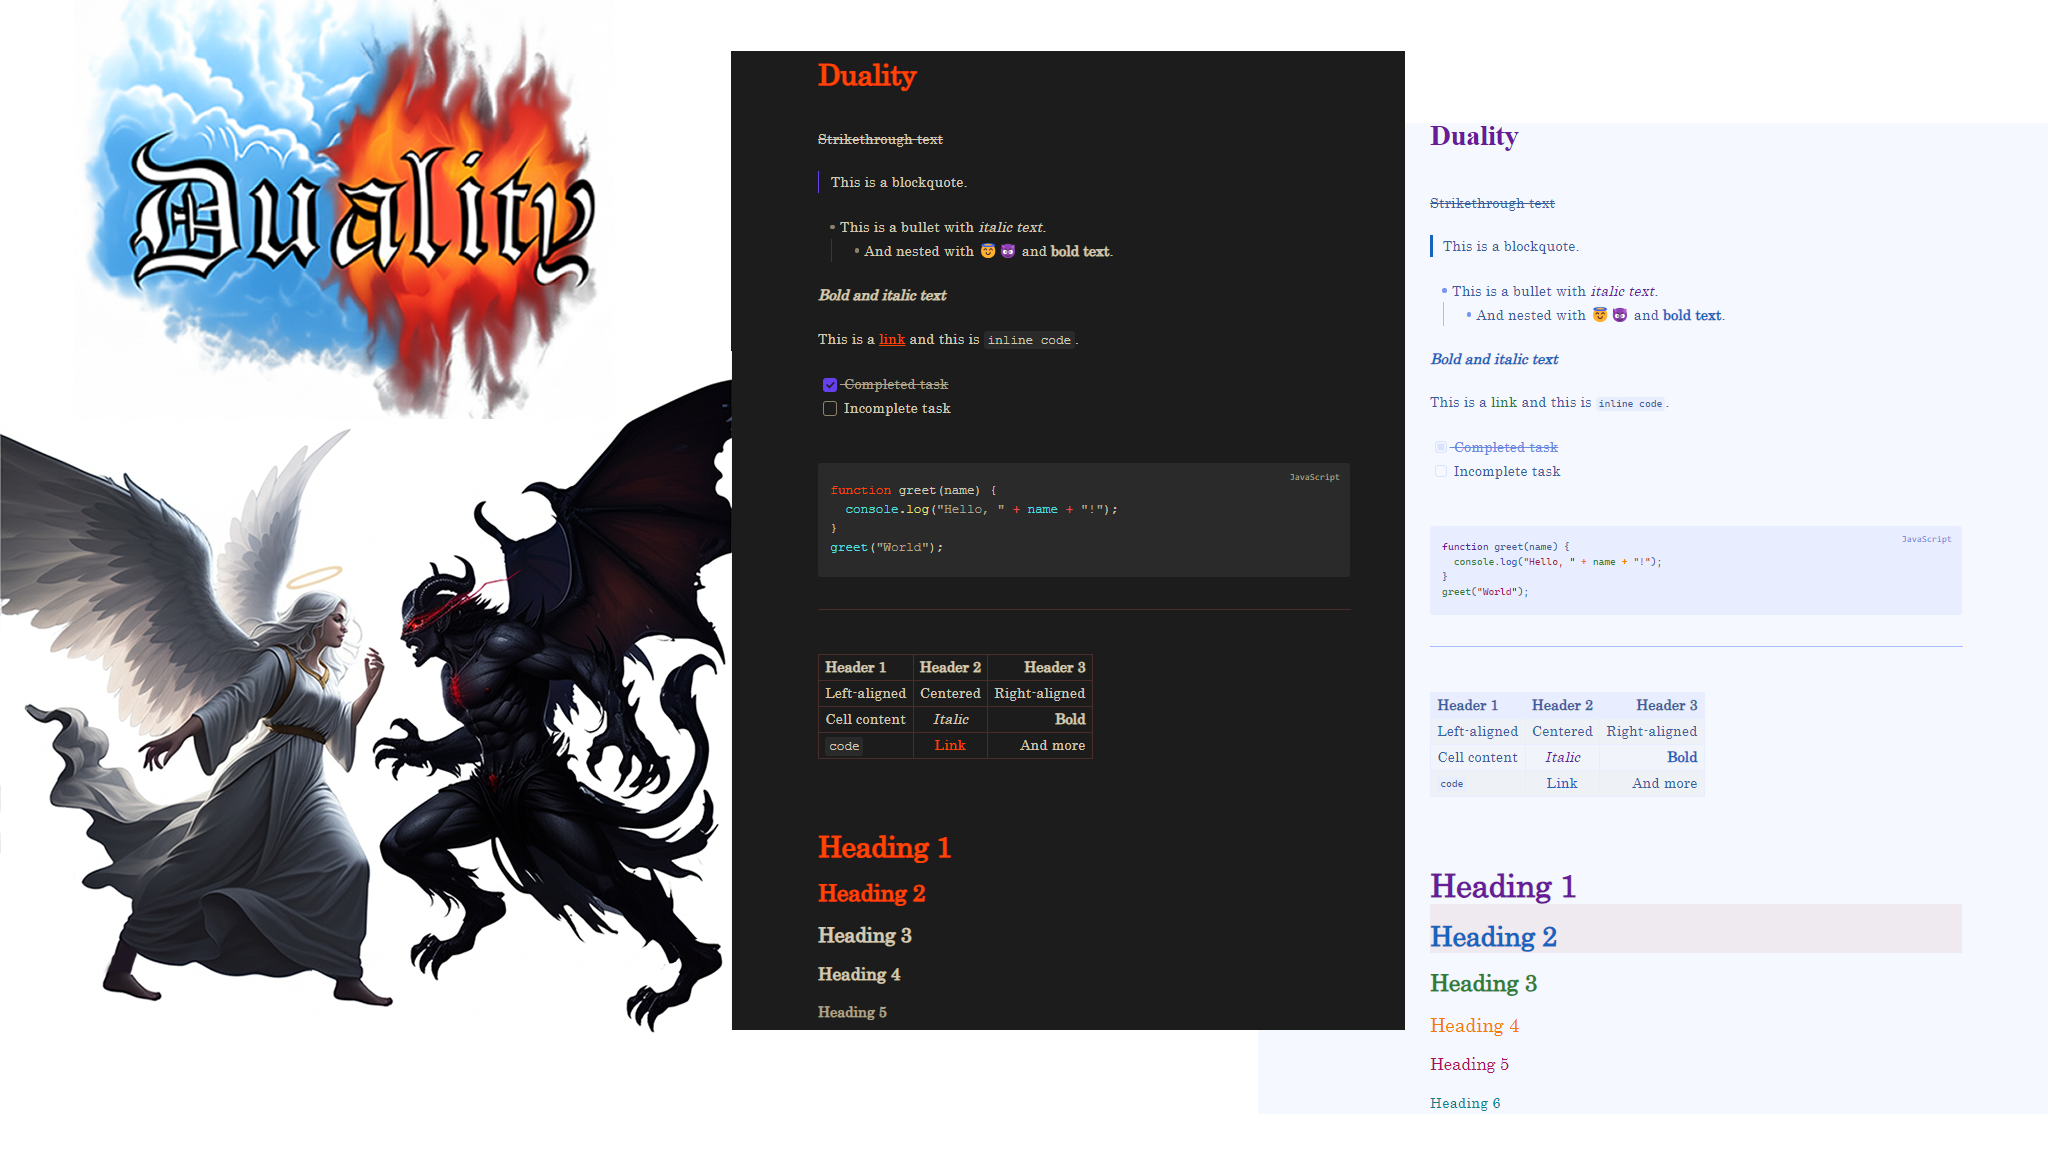 Duality
Duality
Strikethrough text
This is a blockquote.
This is a bullet with italic text.
And nested with 😇 😈 and bold text.
Bold and italic text
This is a link and this is inline code.
Completed task
Incomplete task
JavaScript
function greet(name) {
console.log("Hello, " + name + "!");
}
greet("World");
Header 1 Header 2 Header 3
Left-aligned Centered Right-aligned
Cell content Italic Bold
code Link And more
Heading 1
Heading 2
Heading 3
Heading 4
Heading 5
Duality
Strikethrough text
This is a blockquote.
This is a bullet with italic text.
And nested with 😇 😈 and bold text.
Bold and italic text
This is a link and this is inline code.
Completed task
Incomplete task
JavaScript
function greet(name) {
console.log("Hello, " + name + "!");
}
greet("World");
Header 1 Header 2 Header 3
Left-aligned Centered Right-aligned
Cell content Italic Bold
code Link And more
Heading 1
Heading 2
Heading 3
Heading 4
Heading 5
Heading 6